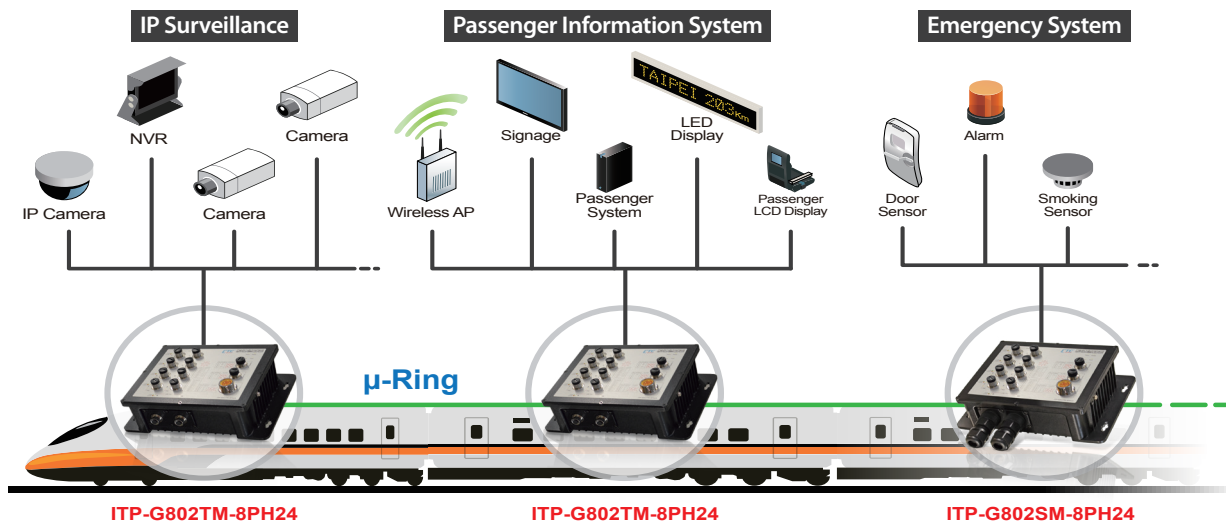 IP Surveillance
Passenger Information System
Emergency System
NVR
Camera
IP Camera
Camera
Signage
TAIPEI 203Km
LED
Display
Wireless AP
Passenger
System
Passenger
LCD Display
Alarm
Door
Sensor
Smoking
Sensor
μ-Ring
ITP-G802TM-8PH24
ITP-G802TM-8PH24
ITP-G802SM-8PH24